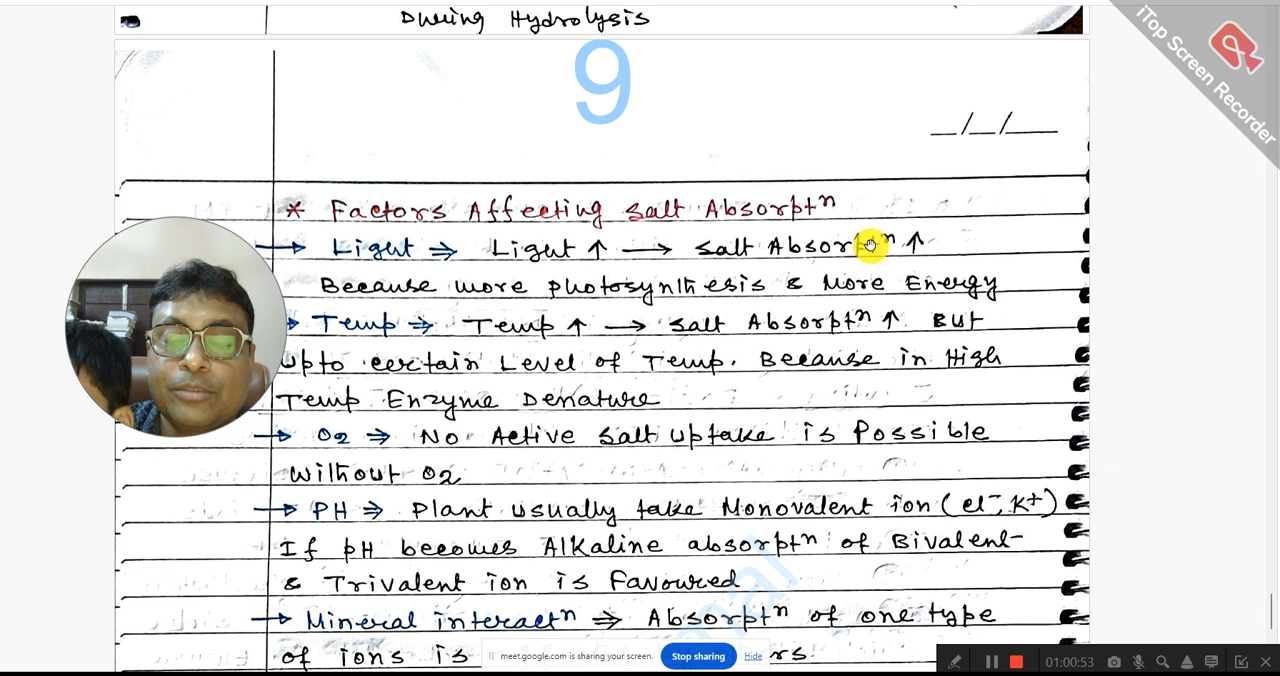 During Hydrolysis
9
_/_/__
* Factors Affecting Salt Absorptⁿ
→ Light ⇒ Light ↑ → Salt Absorptⁿ ↑
Because more photosynthesis & More Energy
→ Temp ⇒ Temp ↑ → Salt Absorptⁿ ↑. But
upto certain Level of Temp. Because in High
Temp Enzyme Denature
→ O2 ⇒ No Active Salt uptake is Possible
without O2
→ PH ⇒ Plant usually take Monovalent ion (Cl⁻, K+)
If pH becomes Alkaline absorptⁿ of Bivalent
& Trivalent ion is Favoured
→ Mineral interactⁿ ⇒ Absorptⁿ of one type
of ions is
iTop Screen Recorder
meet.google.com is sharing your screen.
Stop sharing
Hide
01:00:53